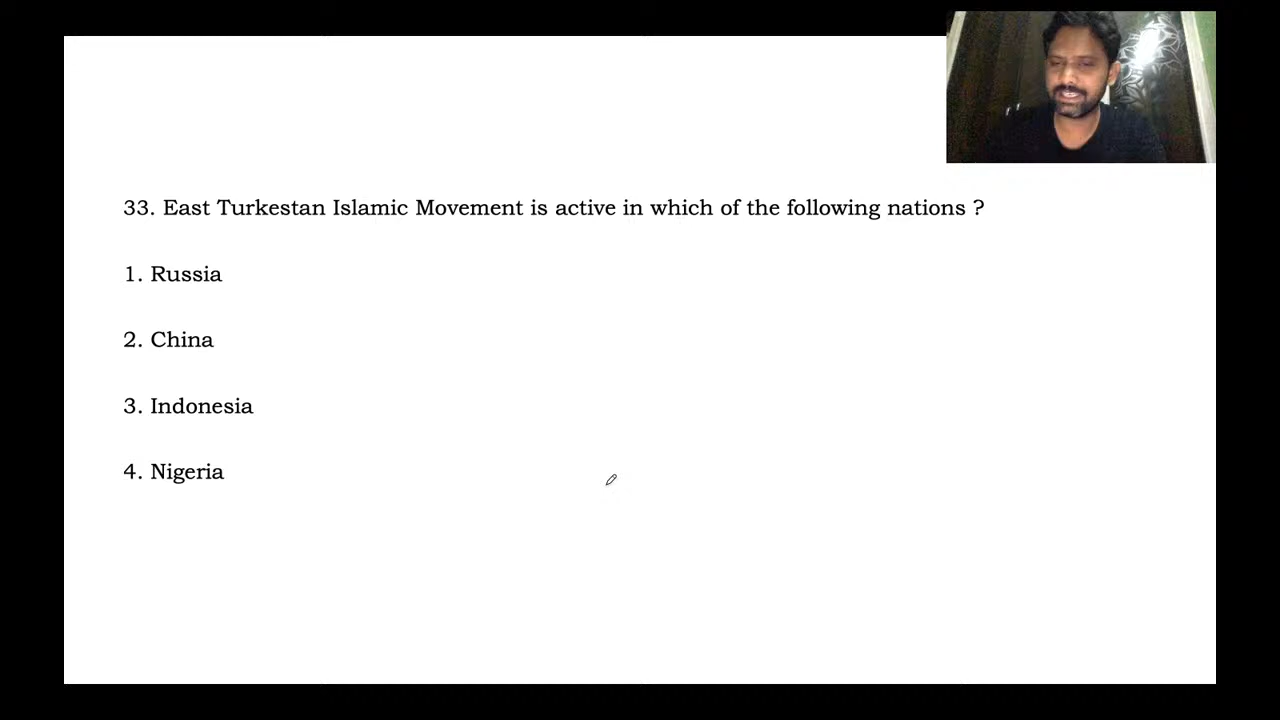 33. East Turkestan Islamic Movement is active in which of the following nations ?
1. Russia
2. China
3. Indonesia
4. Nigeria